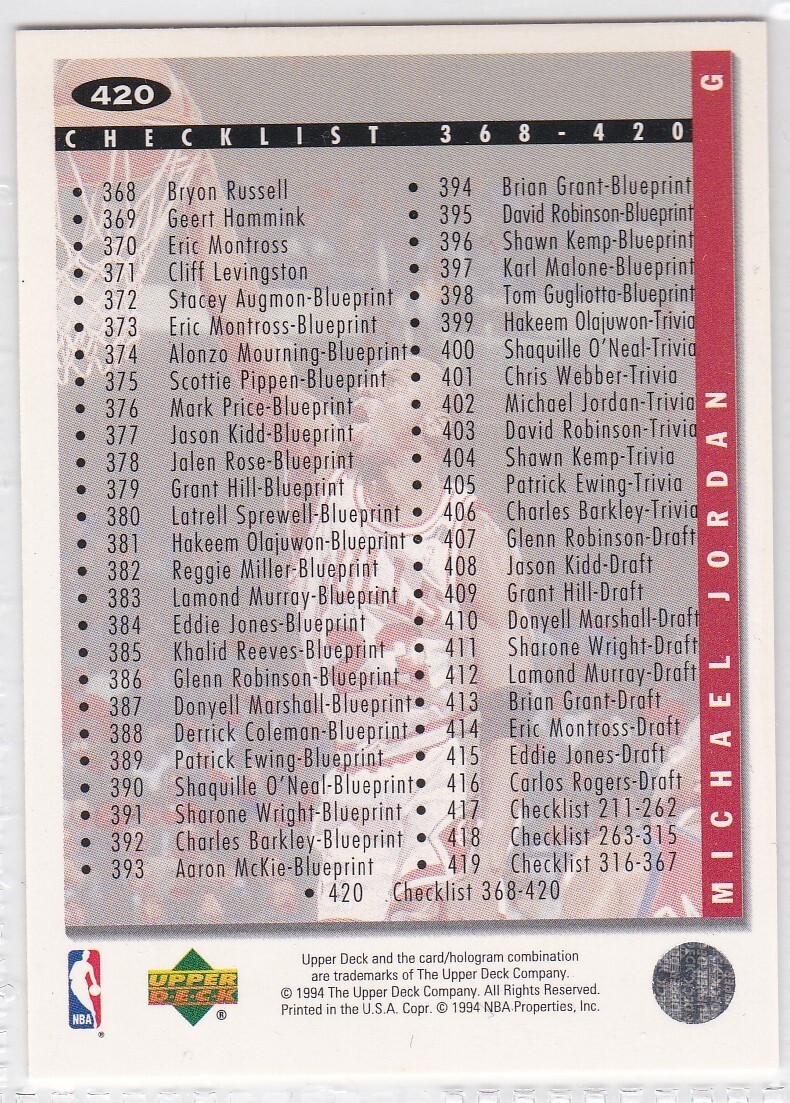 420
G
CHECKLIST 368-420
• 368 Bryon Russell
• 369 Geert Hammink
• 370 Eric Montross
• 371 Cliff Levingston
• 372 Stacey Augmon-Blueprint
• 373 Eric Montross-Blueprint
• 374 Alonzo Mourning-Blueprint
• 375 Scottie Pippen-Blueprint
• 376 Mark Price-Blueprint
• 377 Jason Kidd-Blueprint
• 378 Jalen Rose-Blueprint
• 379 Grant Hill-Blueprint
• 380 Latrell Sprewell-Blueprint
• 381 Hakeem Olajuwon-Blueprint
• 382 Reggie Miller-Blueprint
• 383 Lamond Murray-Blueprint
• 384 Eddie Jones-Blueprint
• 385 Khalid Reeves-Blueprint
• 386 Glenn Robinson-Blueprint
• 387 Donyell Marshall-Blueprint
• 388 Derrick Coleman-Blueprint
• 389 Patrick Ewing-Blueprint
• 390 Shaquille O'Neal-Blueprint
• 391 Sharone Wright-Blueprint
• 392 Charles Barkley-Blueprint
• 393 Aaron McKie-Blueprint
• 394 Brian Grant-Blueprint
• 395 David Robinson-Blueprint
• 396 Shawn Kemp-Blueprint
• 397 Karl Malone-Blueprint
• 398 Tom Gugliotta-Blueprint
• 399 Hakeem Olajuwon-Trivia
• 400 Shaquille O'Neal-Trivia
• 401 Chris Webber-Trivia
• 402 Michael Jordan-Trivia
• 403 David Robinson-Trivia
• 404 Shawn Kemp-Trivia
• 405 Patrick Ewing-Trivia
• 406 Charles Barkley-Trivia
• 407 Glenn Robinson-Draft
• 408 Jason Kidd-Draft
• 409 Grant Hill-Draft
• 410 Donyell Marshall-Draft
• 411 Sharone Wright-Draft
• 412 Lamond Murray-Draft
• 413 Brian Grant-Draft
• 414 Eric Montross-Draft
• 415 Eddie Jones-Draft
• 416 Carlos Rogers-Draft
• 417 Checklist 211-262
• 418 Checklist 263-315
• 419 Checklist 316-367
• 420 Checklist 368-420
MICHAEL JORDAN
NBA
®
UPPER
DECK
®
Upper Deck and the card/hologram combination
are trademarks of The Upper Deck Company.
© 1994 The Upper Deck Company. All Rights Reserved.
Printed in the U.S.A. Copr. © 1994 NBA Properties, Inc.